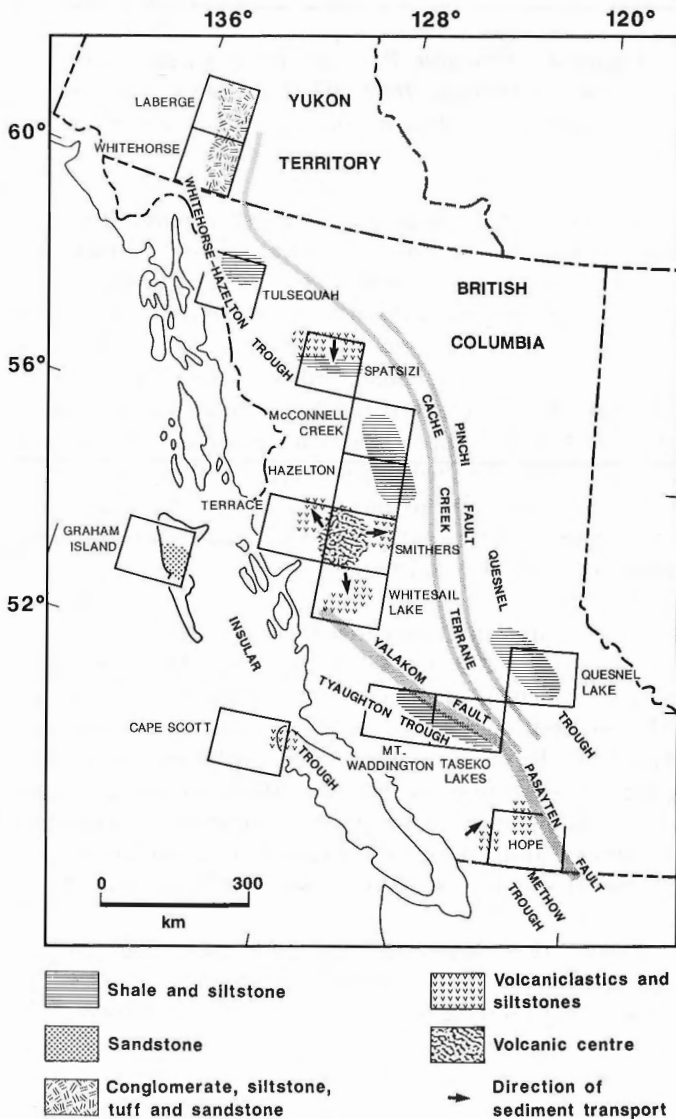 136° 128° 120°
60°
56°
52°
LABERGE
WHITEHORSE
YUKON
TERRITORY
WHITEHORSE-HAZELTON
TROUGH
TULSEQUAH
BRITISH
COLUMBIA
SPATSIZI
McCONNELL
CREEK
CACHE
CREEK
TERRANE
PINCHI
FAULT
HAZELTON
TERRACE
SMITHERS
GRAHAM
ISLAND
WHITESAIL
LAKE
QUESNEL
TROUGH
QUESNEL
LAKE
INSULAR
TROUGH
YALAKOM
FAULT
TYAUGHTON TROUGH
CAPE SCOTT
MT.
WADDINGTON
TASEKO
LAKES
PASAYTEN
FAULT
HOPE
METHOW
TROUGH
0 300
km
Shale and siltstone
Sandstone
Conglomerate, siltstone,
tuff and sandstone
Volcaniclastics and
siltstones
Volcanic centre
Direction of
sediment transport